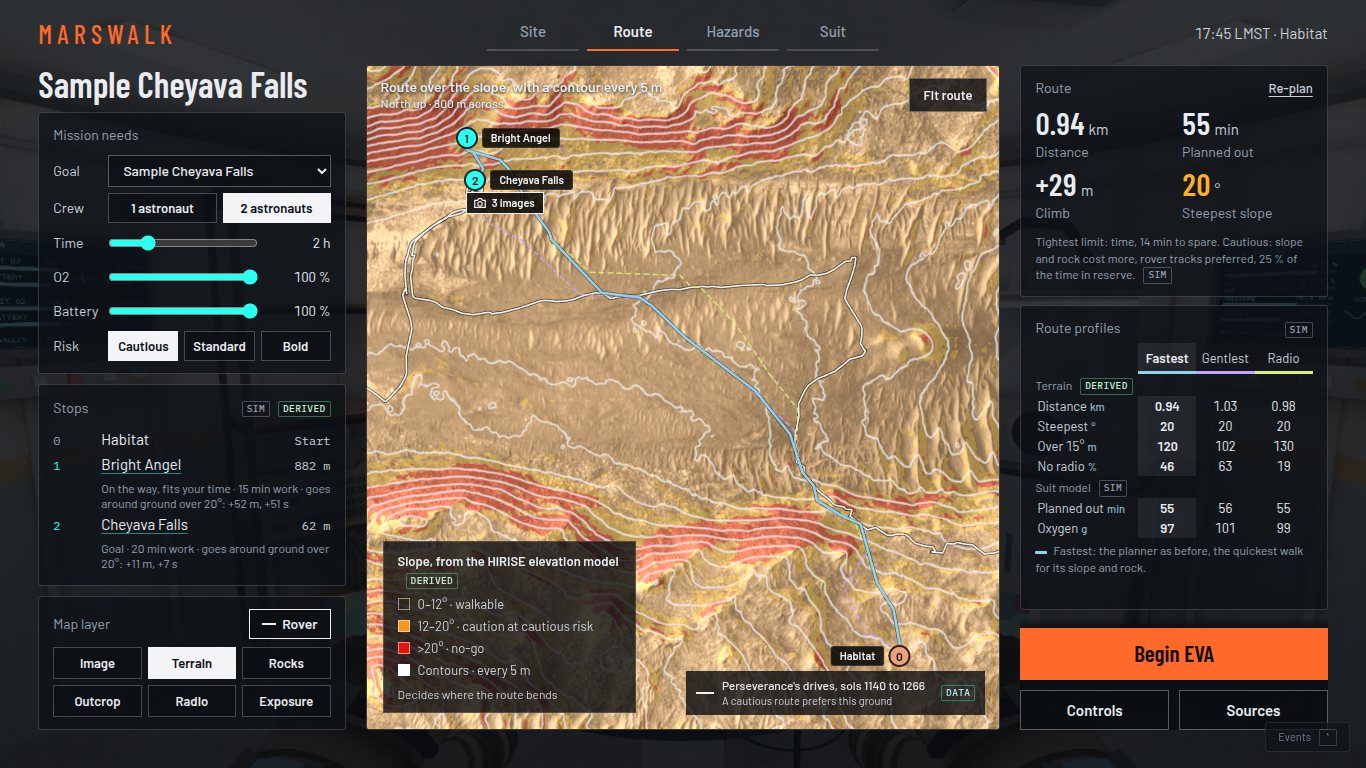 MARSWALK
Site
Route
Hazards
Suit
17:45 LMST · Habitat
Sample Cheyava Falls
Mission needs
Goal
Sample Cheyava Falls
Crew
1 astronaut
2 astronauts
Time
2 h
O2
100 %
Battery
100 %
Risk
Cautious
Standard
Bold
Stops
SIM
DERIVED
0 Habitat Start
1 Bright Angel 882 m
On the way, fits your time · 15 min work · goes
around ground over 20°: +52 m, +51 s
2 Cheyava Falls 62 m
Goal · 20 min work · goes around ground over
20°: +11 m, +7 s
Map layer
Rover
Image
Terrain
Rocks
Outcrop
Radio
Exposure
Route over the slope, with a contour every 5 m
North up · 800 m across
Fit route
1 Bright Angel
2 Cheyava Falls
3 images
Slope, from the HIRISE elevation model
DERIVED
0–12° · walkable
12–20° · caution at cautious risk
>20° · no-go
Contours · every 5 m
Decides where the route bends
Habitat 0
Perseverance's drives, sols 1140 to 1266
A cautious route prefers this ground
DATA
Route
Re-plan
0.94 km
Distance
55 min
Planned out
+29 m
Climb
20 °
Steepest slope
Tightest limit: time, 14 min to spare. Cautious: slope
and rock cost more, rover tracks preferred, 25 % of
the time in reserve. SIM
Route profiles
SIM
Fastest Gentlest Radio
Terrain DERIVED
Distance km 0.94 1.03 0.98
Steepest ° 20 20 20
Over 15° m 120 102 130
No radio % 46 63 19
Suit model SIM
Planned out min 55 56 55
Oxygen g 97 101 99
Fastest: the planner as before, the quickest walk
for its slope and rock.
Begin EVA
Controls
Sources
Events `